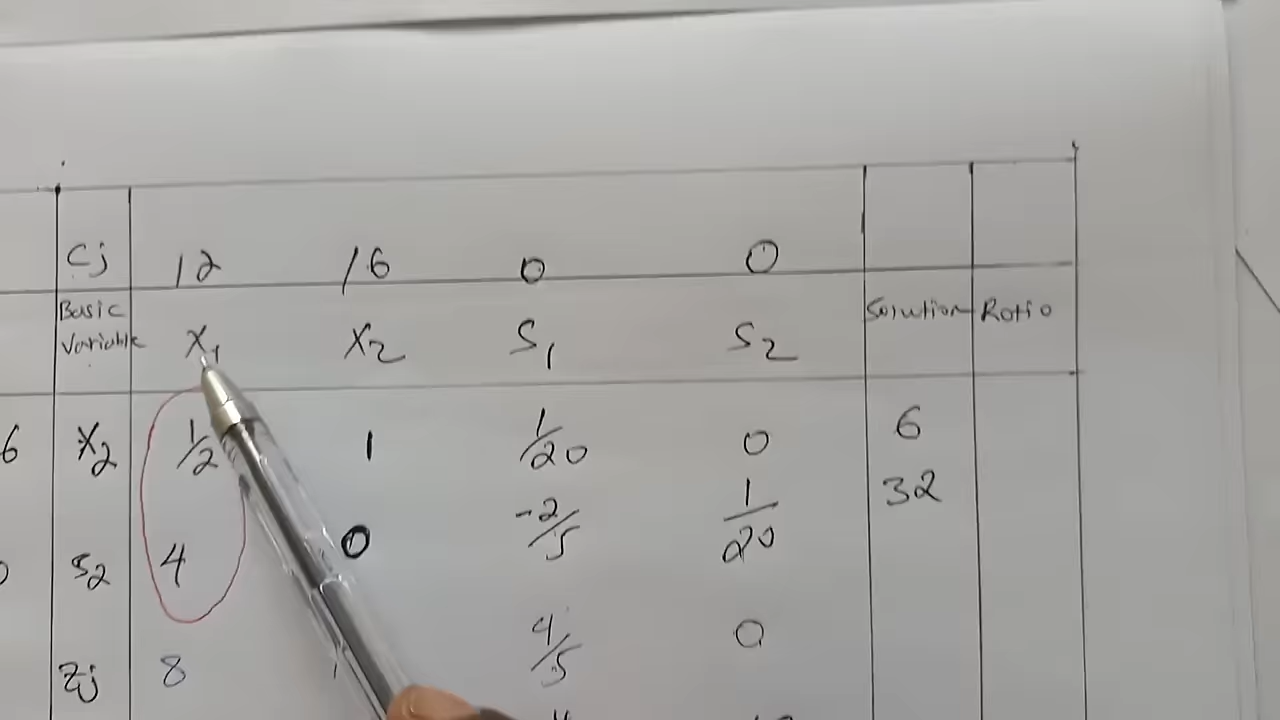 Cj 12 16 0 0
Basic Variable X1 X2 S1 S2 Solution Ratio
6 X2 1/2 1 1/20 0 6
S2 4 0 -2/5 1/20 32
Zj 8 4/5 0